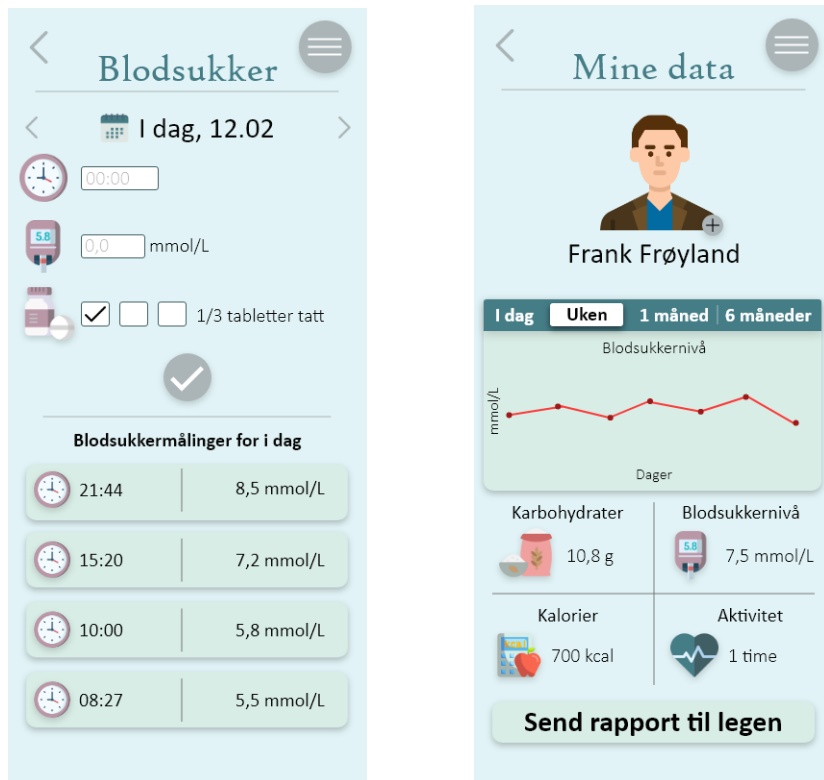 Blodsukker
I dag, 12.02
00:00
5.8
0,0 mmol/L
1/3 tabletter tatt
Blodsukkermålinger for i dag
21:44 8,5 mmol/L
15:20 7,2 mmol/L
10:00 5,8 mmol/L
08:27 5,5 mmol/L
Mine data
Frank Frøyland
I dag Uken 1 måned 6 måneder
Blodsukkernivå
mmol/L
Dager
Karbohydrater Blodsukkernivå
10,8 g 5.8 7,5 mmol/L
Kalorier Aktivitet
700 kcal 1 time
Send rapport til legen